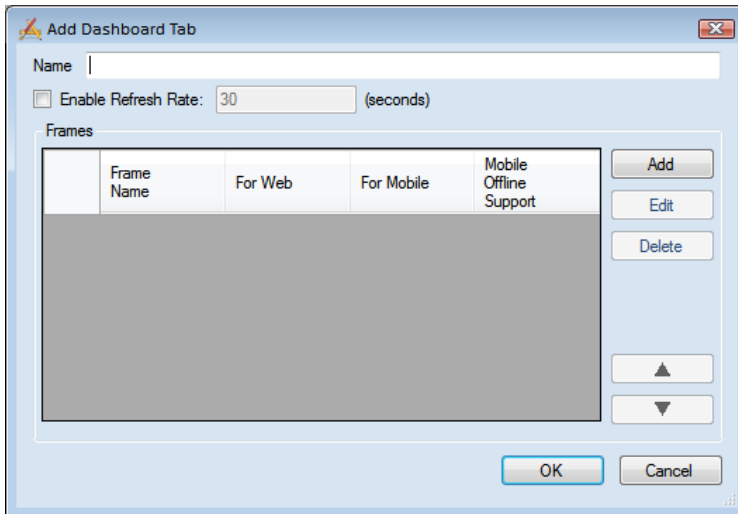 Add Dashboard Tab
Name
Enable Refresh Rate: 30 (seconds)
Frames
Frame Name
For Web
For Mobile
Mobile Offline Support
Add
Edit
Delete
OK Cancel